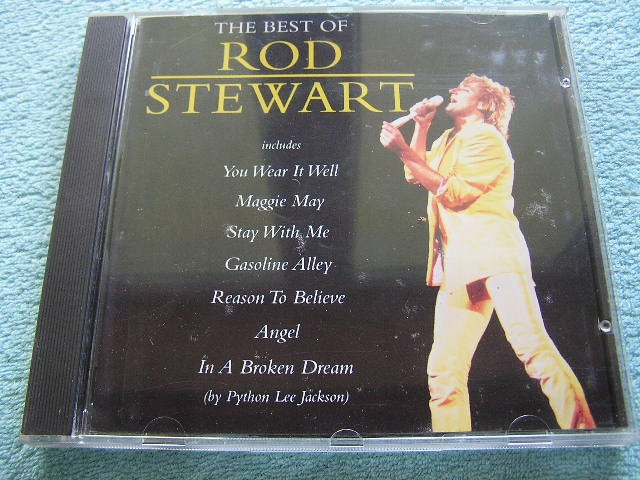 THE BEST OF
ROD
STEWART
includes
You Wear It Well
Maggie May
Stay With Me
Gasoline Alley
Reason To Believe
Angel
In A Broken Dream
(by Python Lee Jackson)